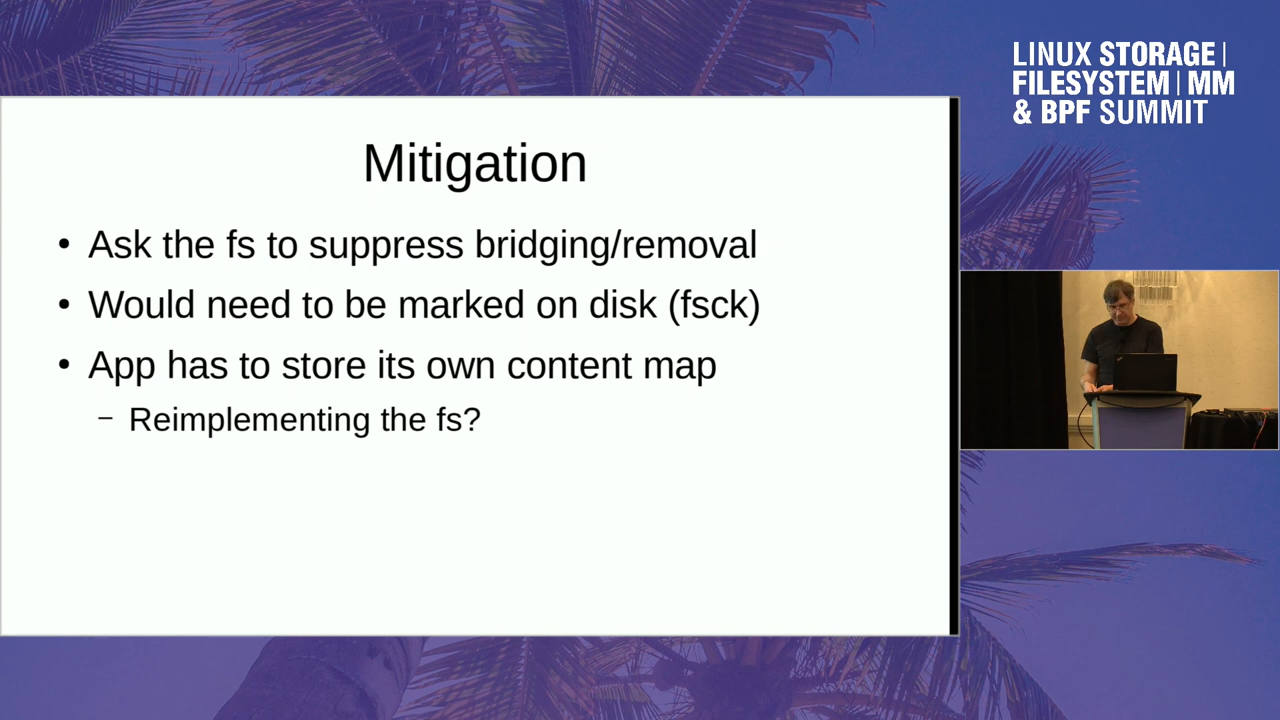 LINUX STORAGE |
FILESYSTEM | MM
& BPF SUMMIT
Mitigation
• Ask the fs to suppress bridging/removal
• Would need to be marked on disk (fsck)
• App has to store its own content map
– Reimplementing the fs?